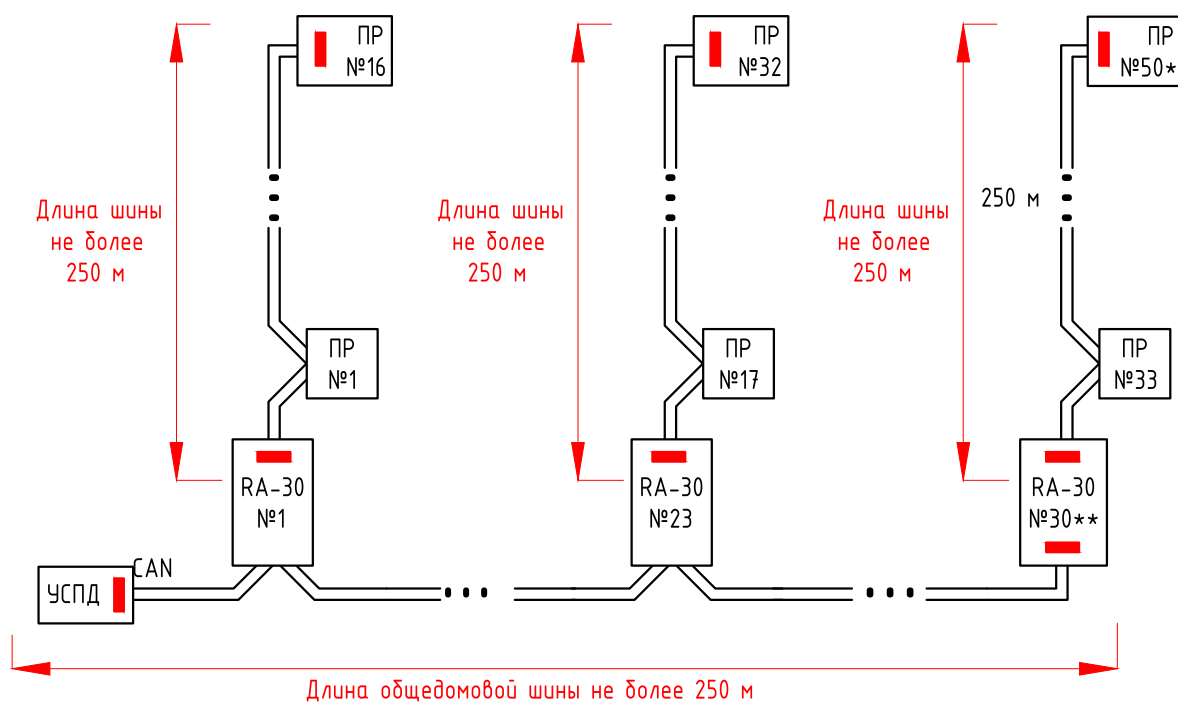 ПР
№16
ПР
№32
ПР
№50*
Длина шины
не более
250 м
Длина шины
не более
250 м
Длина шины
не более
250 м
250 м
ПР
№1
ПР
№17
ПР
№33
RA-30
№1
RA-30
№23
RA-30
№30**
CAN
УСПД
Длина общедомовой шины не более 250 м